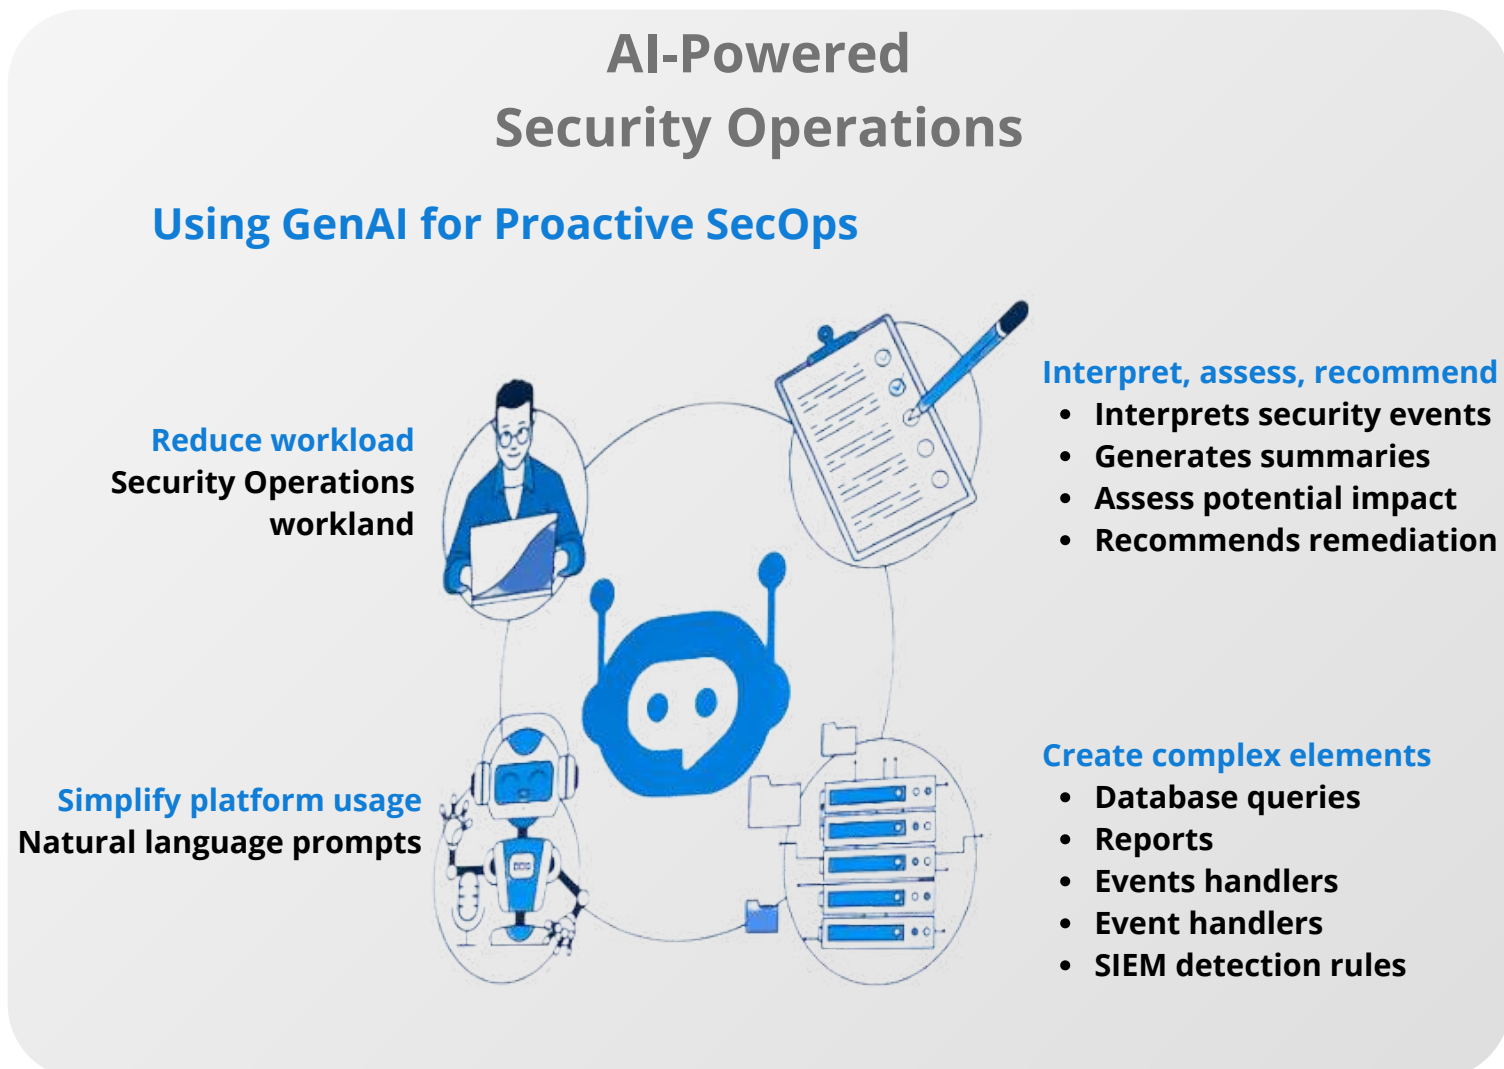 AI-Powered
Security Operations
Using GenAI for Proactive SecOps
Reduce workload
Security Operations
workland
Simplify platform usage
Natural language prompts
Interpret, assess, recommend
• Interprets security events
• Generates summaries
• Assess potential impact
• Recommends remediation
Create complex elements
• Database queries
• Reports
• Events handlers
• Event handlers
• SIEM detection rules